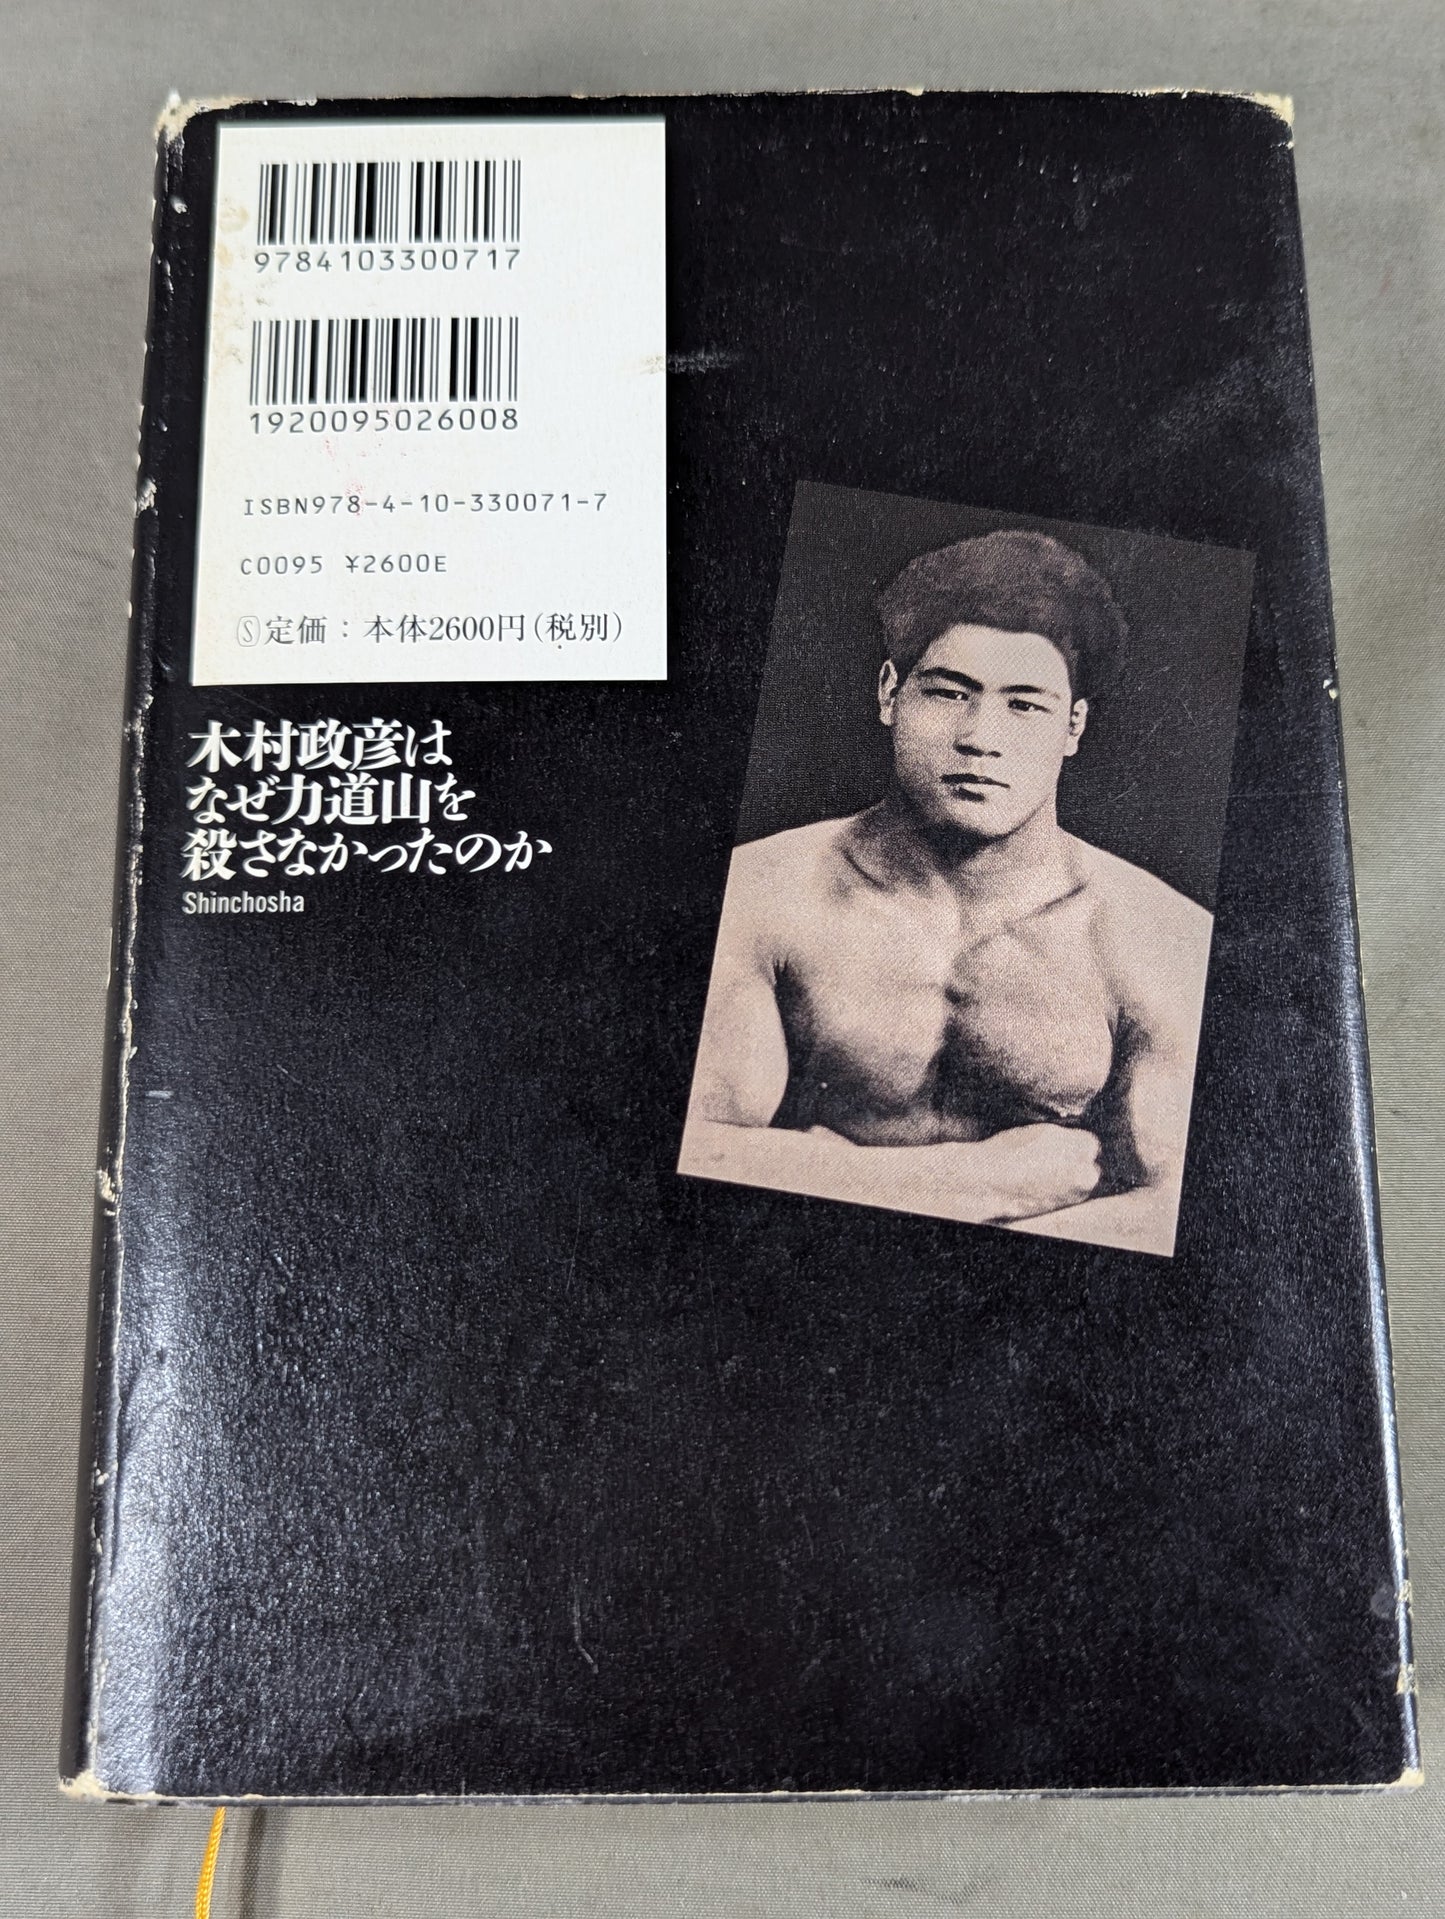 9784103300717
1920095026008
ISBN978-4-10-330071-7
C0095 ¥2600E
Ⓢ定価：本体2600円（税別）
木村政彦は
なぜ力道山を
殺さなかったのか
Shinchosha